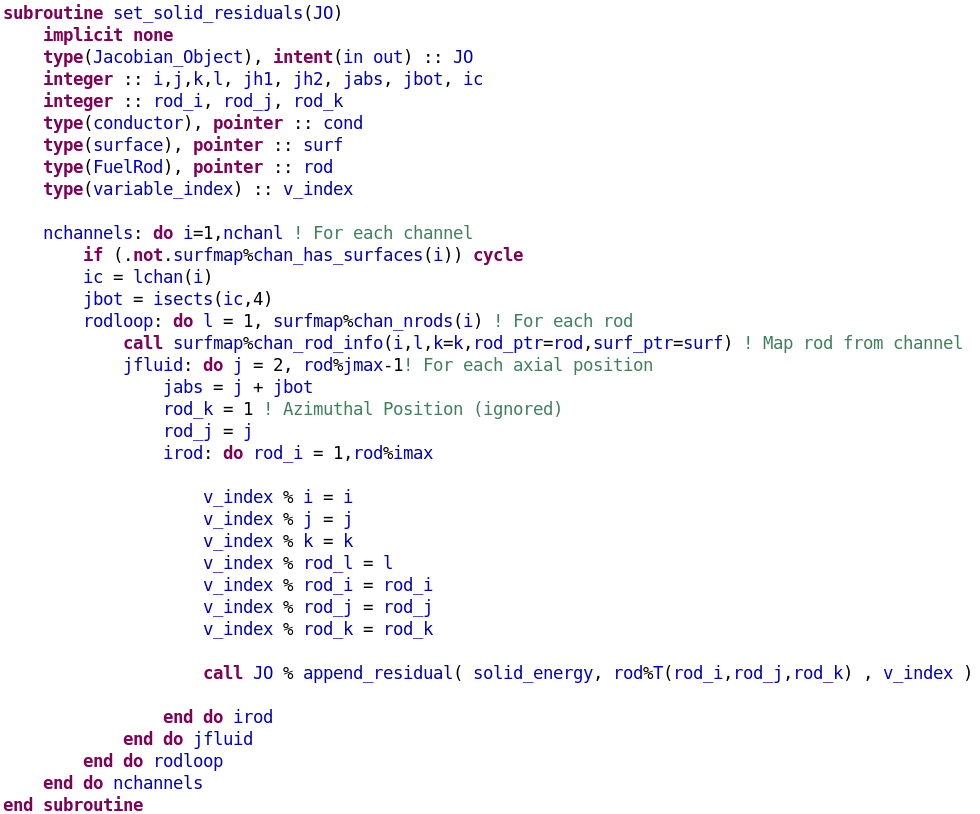 subroutine set_solid_residuals(JO)
    implicit none
    type(Jacobian_Object), intent(in out) :: JO
    integer :: i,j,k,l, jh1, jh2, jabs, jbot, ic
    integer :: rod_i, rod_j, rod_k
    type(conductor), pointer :: cond
    type(surface), pointer :: surf
    type(FuelRod), pointer :: rod
    type(variable_index) :: v_index

    nchannels: do i=1,nchanl ! For each channel
        if (.not.surfmap%chan_has_surfaces(i)) cycle
        ic = lchan(i)
        jbot = isects(ic,4)
        rodloop: do l = 1, surfmap%chan_nrods(i) ! For each rod
            call surfmap%chan_rod_info(i,l,k=k,rod_ptr=rod,surf_ptr=surf) ! Map rod from channel
            jfluid: do j = 2, rod%jmax-1! For each axial position
                jabs = j + jbot
                rod_k = 1 ! Azimuthal Position (ignored)
                rod_j = j
                irod: do rod_i = 1,rod%imax

                    v_index % i = i
                    v_index % j = j
                    v_index % k = k
                    v_index % rod_l = l
                    v_index % rod_i = rod_i
                    v_index % rod_j = rod_j
                    v_index % rod_k = rod_k

                    call JO % append_residual( solid_energy, rod%T(rod_i,rod_j,rod_k) , v_index )

                end do irod
            end do jfluid
        end do rodloop
    end do nchannels
end subroutine